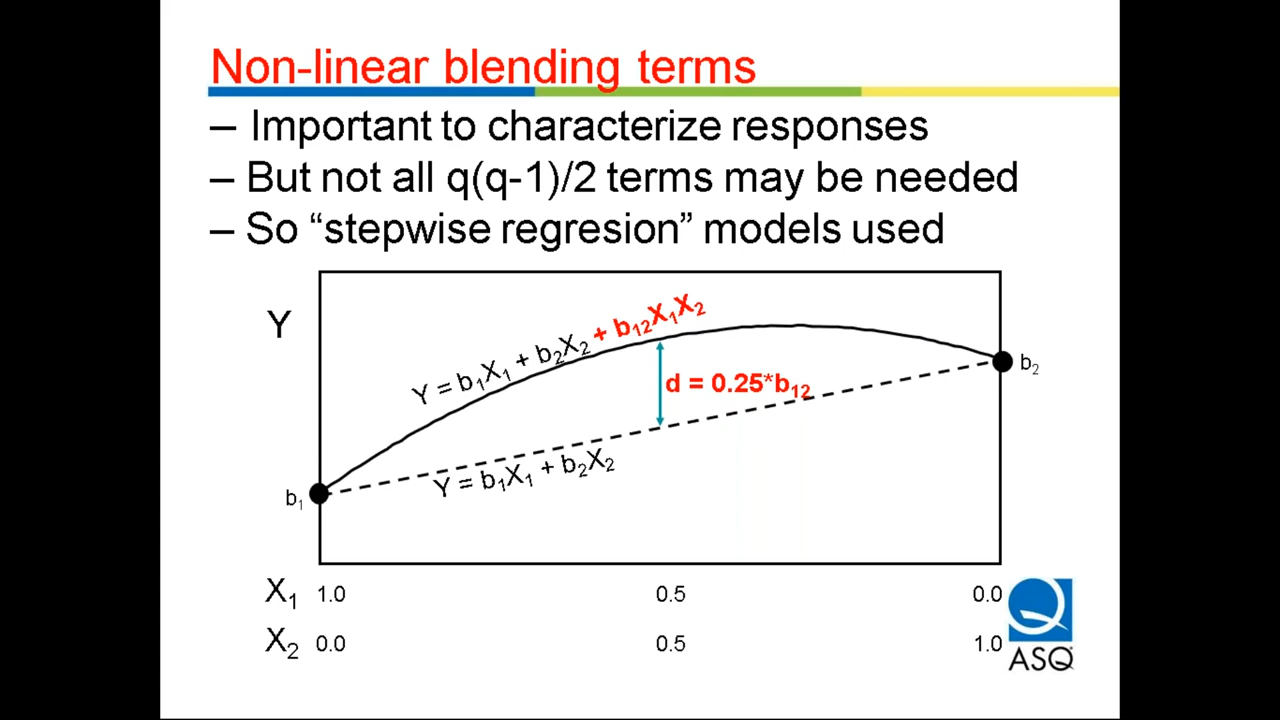 Non-linear blending terms
– Important to characterize responses
– But not all q(q-1)/2 terms may be needed
– So “stepwise regresion” models used
Y
Y = b₁X₁ + b₂X₂ + b₁₂X₁X₂
d = 0.25*b₁₂
b₂
Y = b₁X₁ + b₂X₂
b₁
X₁ 1.0 0.5 0.0
X₂ 0.0 0.5 1.0
ASQ